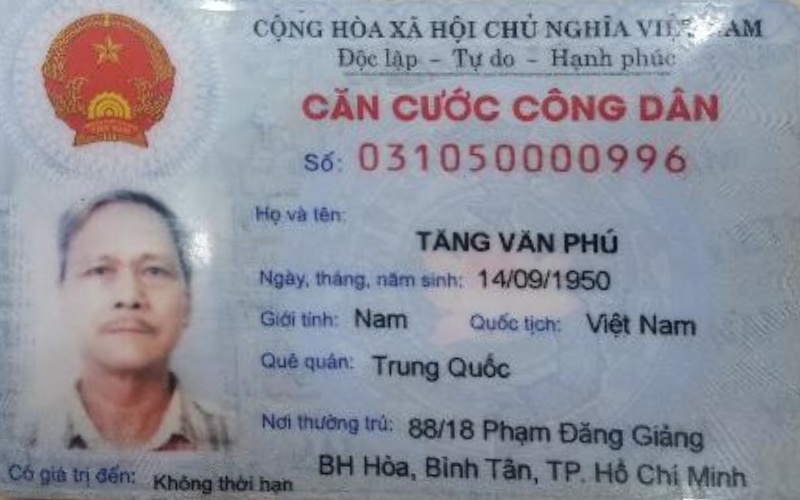 CỘNG HÒA XÃ HỘI CHỦ NGHĨA VIỆT NAM
Độc lập - Tự do - Hạnh phúc
CĂN CƯỚC CÔNG DÂN
Số: 031050000996
Họ và tên:
TĂNG VĂN PHÚ
Ngày, tháng, năm sinh: 14/09/1950
Giới tính: Nam Quốc tịch: Việt Nam
Quê quán: Trung Quốc
Nơi thường trú: 88/18 Phạm Đăng Giảng
BH Hòa, Bình Tân, TP. Hồ Chí Minh
Có giá trị đến: Không thời hạn